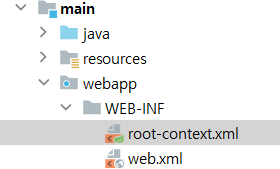 main
java
resources
webapp
WEB-INF
root-context.xml
web.xml